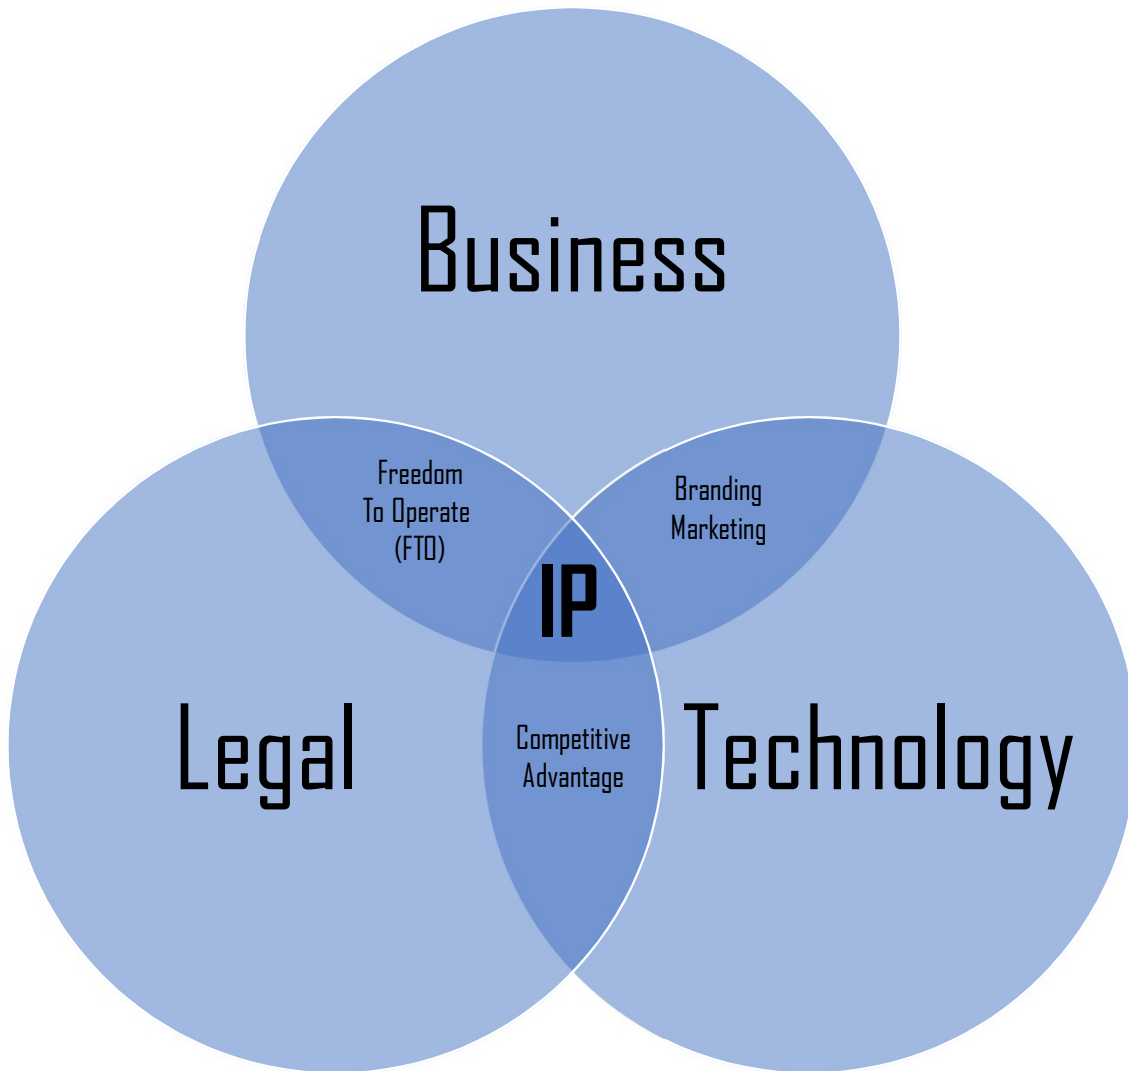 Business
Freedom
To Operate
(FTO)
Branding
Marketing
IP
Legal
Competitive
Advantage
Technology